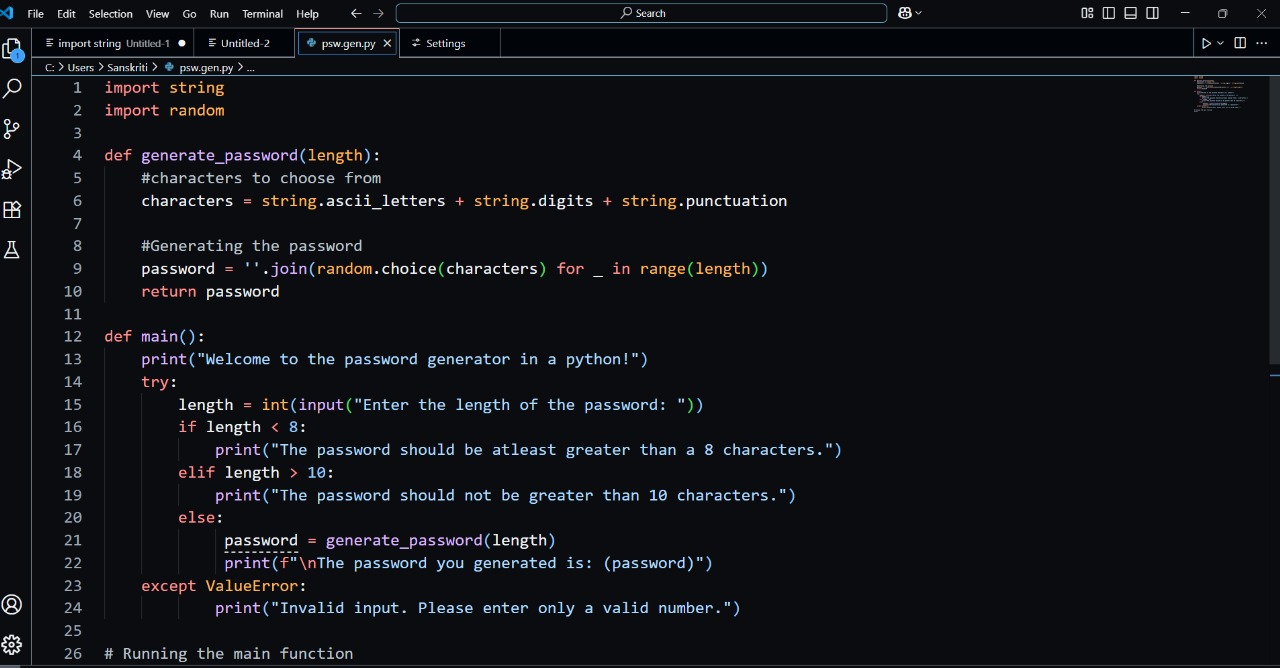 File Edit Selection View Go Run Terminal Help Search
import string Untitled-1 Untitled-2 psw.gen.py Settings
C: > Users > Sanskriti > psw.gen.py > ...
1 import string
2 import random
3
4 def generate_password(length):
5 #characters to choose from
6 characters = string.ascii_letters + string.digits + string.punctuation
7
8 #Generating the password
9 password = ''.join(random.choice(characters) for _ in range(length))
10 return password
11
12 def main():
13 print("Welcome to the password generator in a python!")
14 try:
15 length = int(input("Enter the length of the password: "))
16 if length < 8:
17 print("The password should be atleast greater than a 8 characters.")
18 elif length > 10:
19 print("The password should not be greater than 10 characters.")
20 else:
21 password = generate_password(length)
22 print(f"\nThe password you generated is: (password)")
23 except ValueError:
24 print("Invalid input. Please enter only a valid number.")
25
26 # Running the main function
1